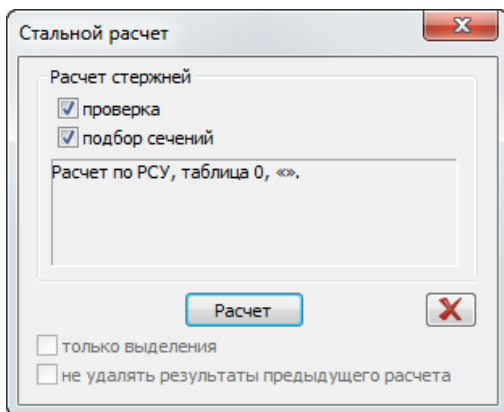 Стальной расчет
Расчет стержней
проверка
подбор сечений
Расчет по РСУ, таблица 0, «».
Расчет
только выделения
не удалять результаты предыдущего расчета